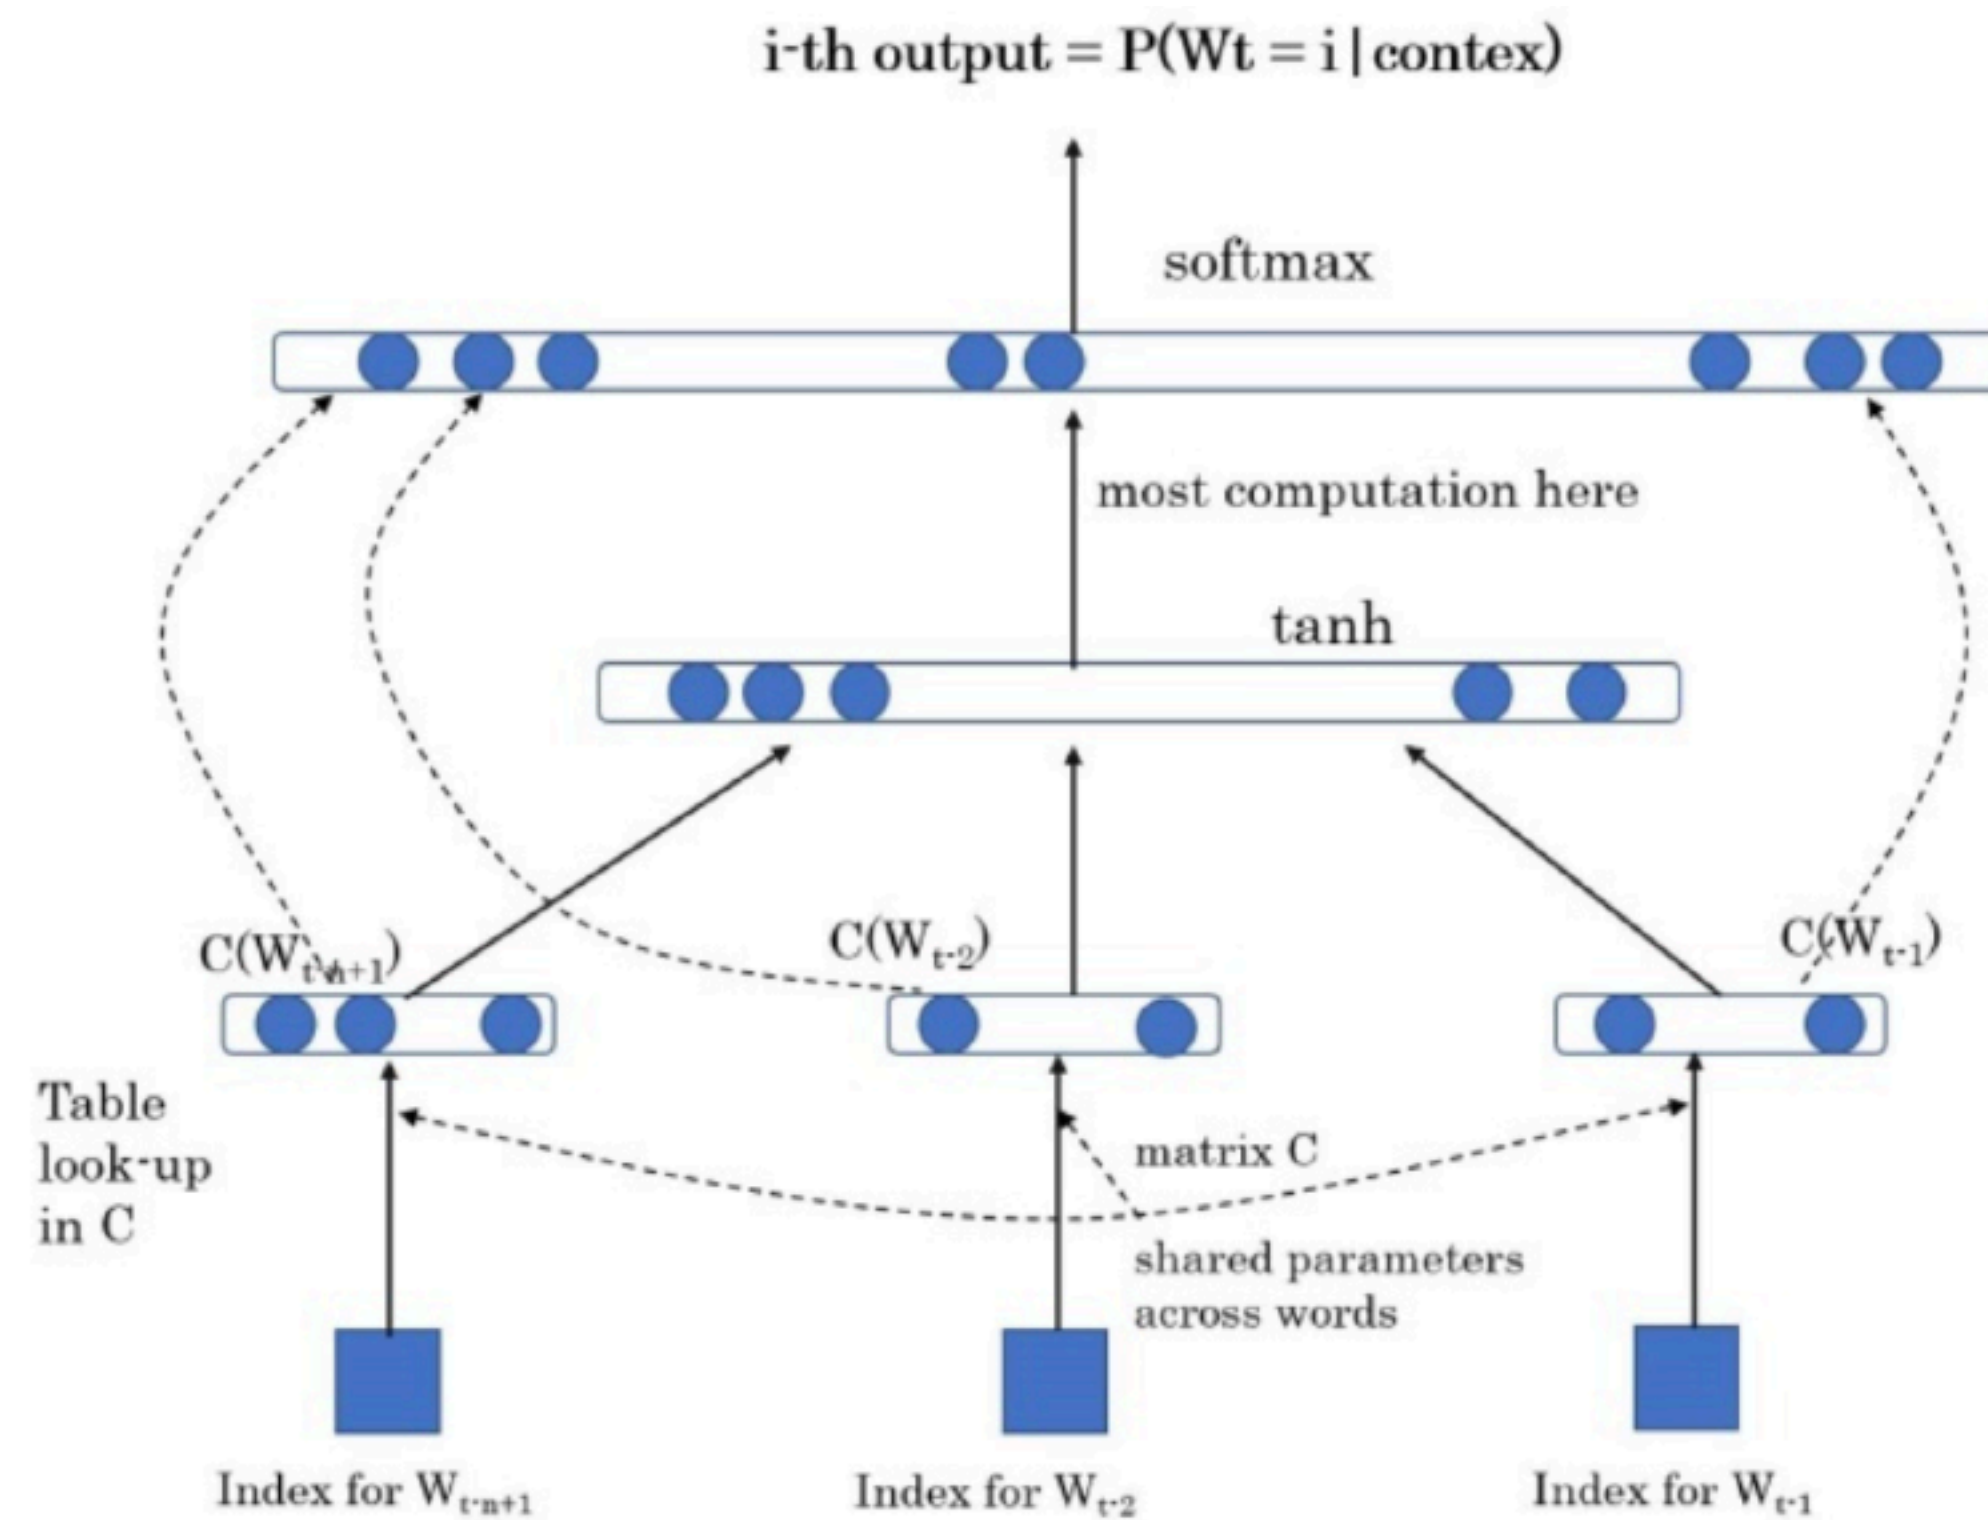 i-th output = P(Wt = i | contex)
softmax
most computation here
tanh
C(Wt-n+1)
C(Wt-2)
C(Wt-1)
Table
look-up
in C
matrix C
shared parameters
across words
Index for Wt-n+1
Index for Wt-2
Index for Wt-1